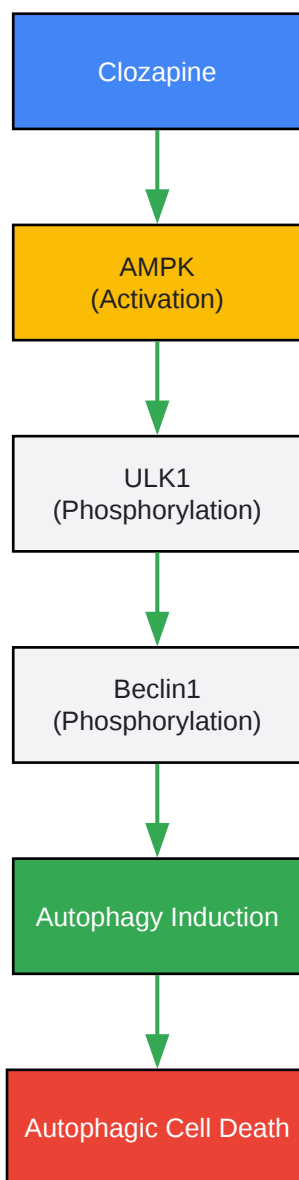 Clozapine
AMPK
(Activation)
ULK1
(Phosphorylation)
Beclin1
(Phosphorylation)
Autophagy Induction
Autophagic Cell Death